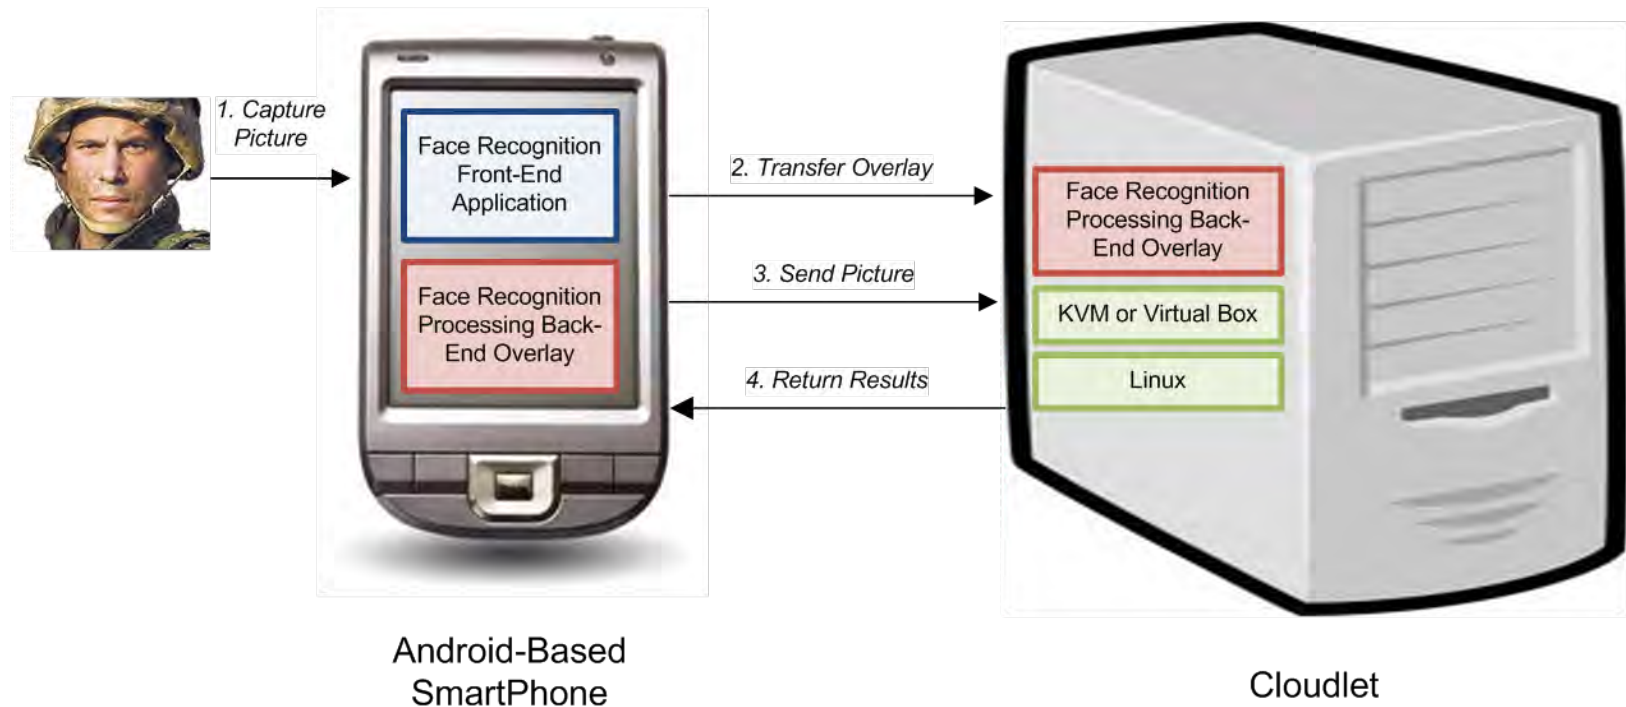 1. Capture
Picture
Face Recognition
Front-End
Application
Face Recognition
Processing Back-
End Overlay
2. Transfer Overlay
3. Send Picture
4. Return Results
Face Recognition
Processing Back-
End Overlay
KVM or Virtual Box
Linux
Android-Based
SmartPhone
Cloudlet